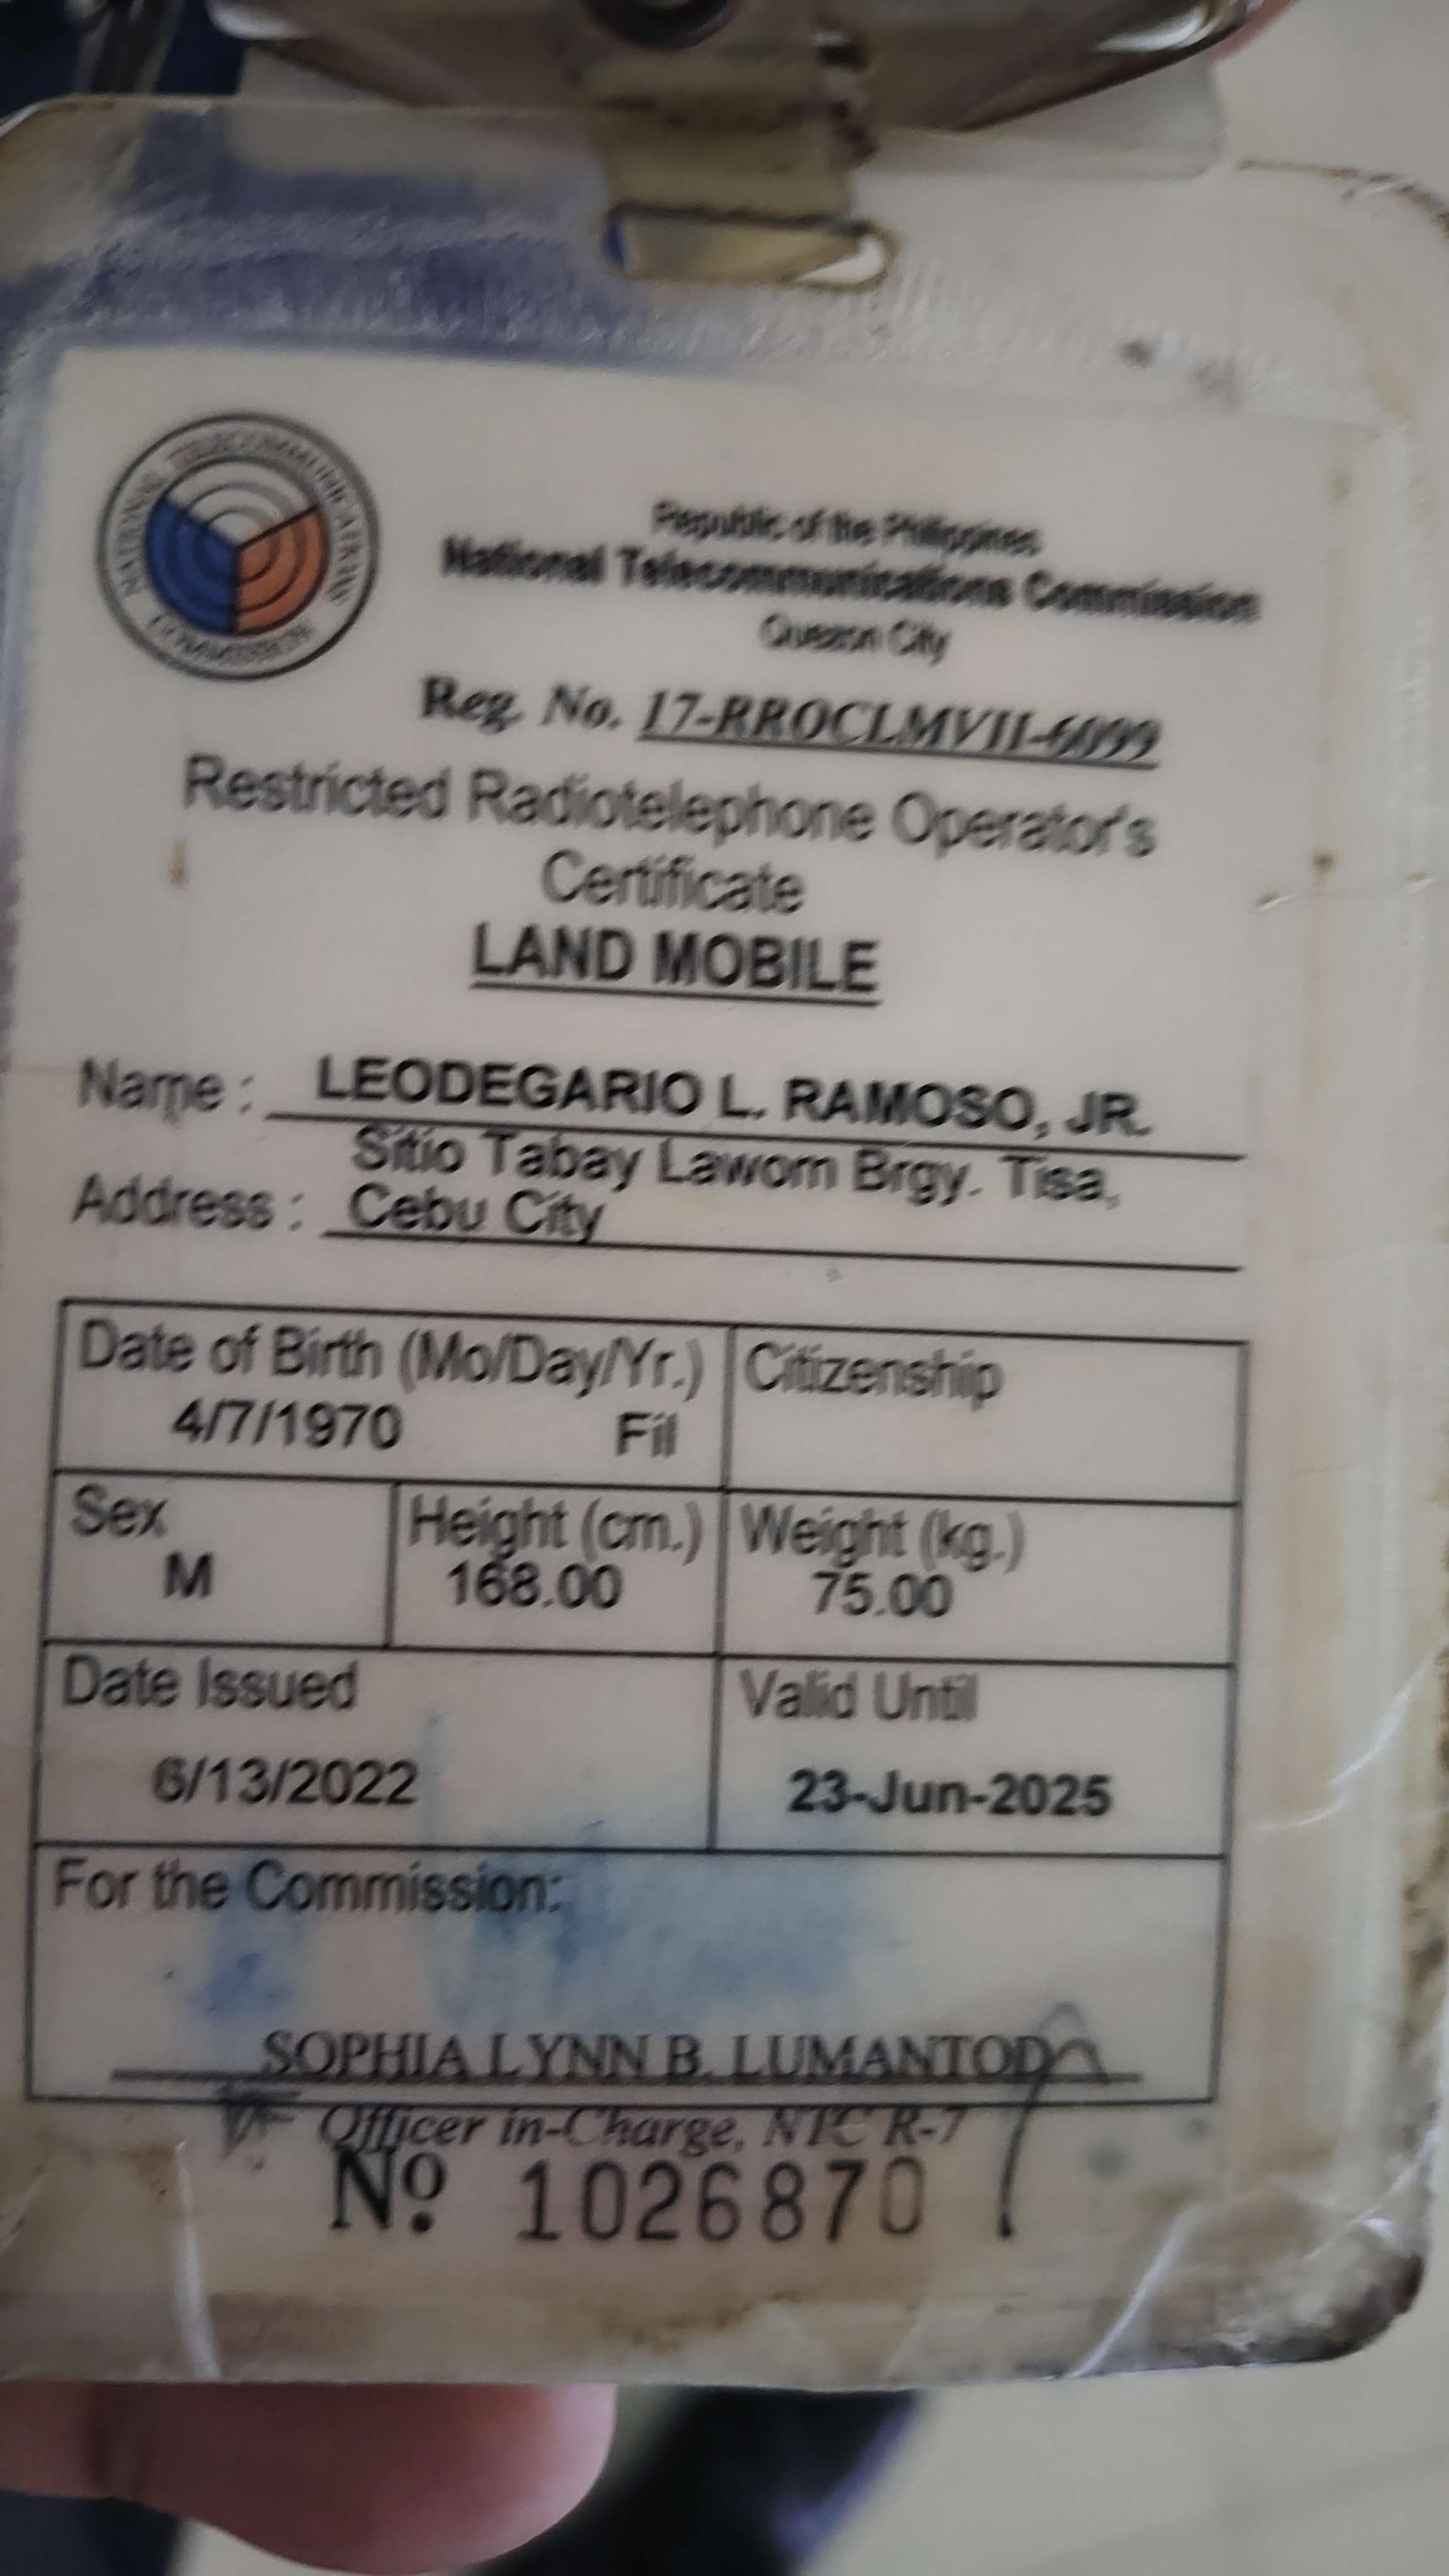 NATIONAL TELECOMMUNICATIONS COMMISSION
Republic of the Philippines
National Telecommunications Commission
Quezon City
Reg. No. 17-RROCLMVII-6099
Restricted Radiotelephone Operator's
Certificate
LAND MOBILE
Name : LEODEGARIO L. RAMOSO, JR.
Sitio Tabay Lawom Brgy. Tisa,
Address : Cebu City
Date of Birth (Mo/Day/Yr.) Citizenship
4/7/1970 Fil
Sex Height (cm.) Weight (kg.)
M 168.00 75.00
Date Issued Valid Until
6/13/2022 23-Jun-2025
For the Commission:
SOPHIA LYNN B. LUMANTOD
Officer in-Charge, NTC R-7
Nº. 1026870